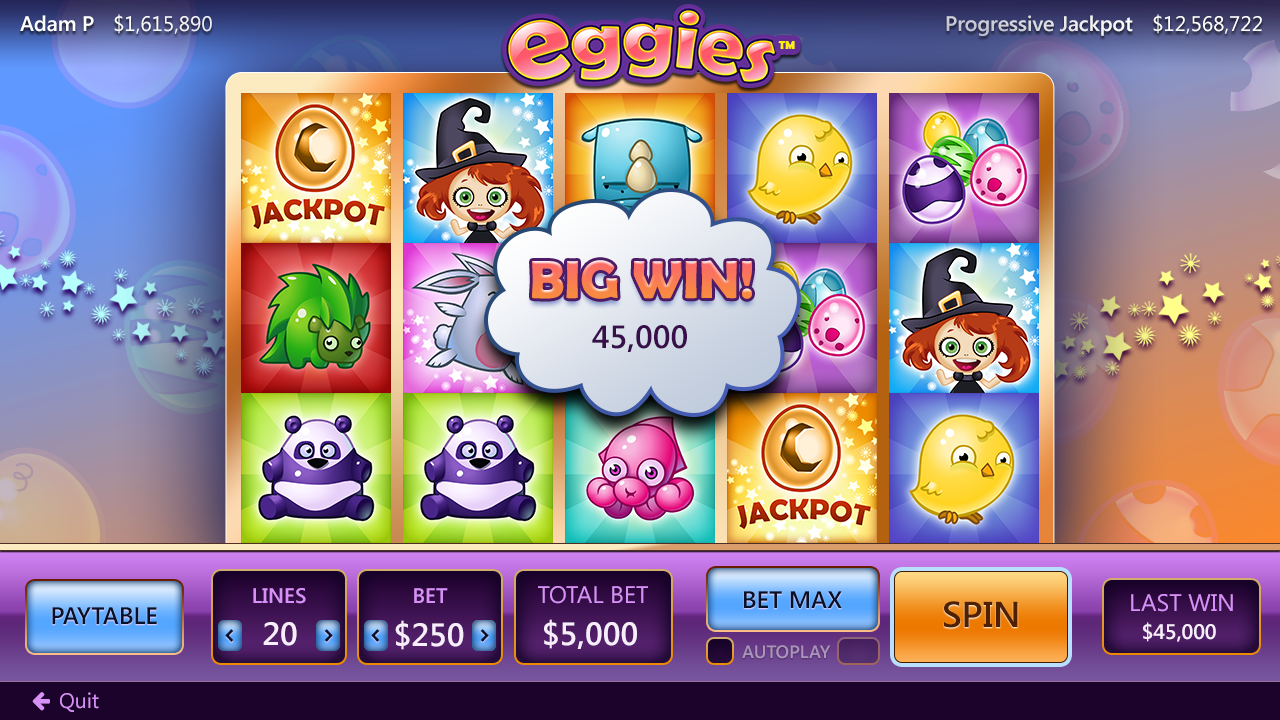 Adam P $1,615,890
eggies™
Progressive Jackpot $12,568,722
JACKPOT
BIG WIN!
45,000
JACKPOT
PAYTABLE
LINES
< 20 >
BET
< $250 >
TOTAL BET
$5,000
BET MAX
AUTOPLAY
SPIN
LAST WIN
$45,000
Quit